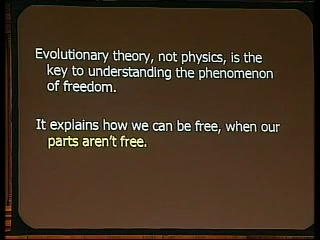 Evolutionary theory, not physics, is the
key to understanding the phenomenon
of freedom.
It explains how we can be free, when our
parts aren't free.